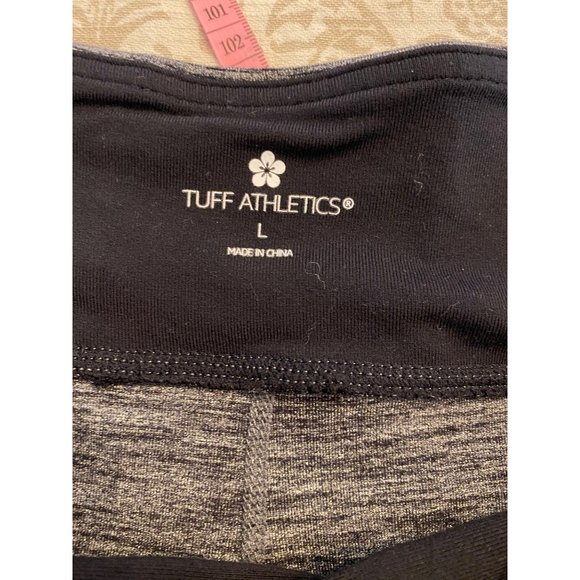 101
102
TUFF ATHLETICS®
L
MADE IN CHINA